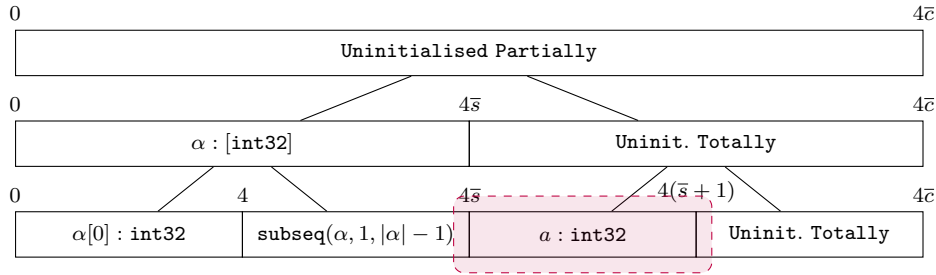 0 4c̅
Uninitialised Partially
0 4s̅ 4c̅
α : [int32] Uninit. Totally
0 4 4s̅ 4(s̅ + 1) 4c̅
α[0] : int32 subseq(α, 1, |α| − 1) a : int32 Uninit. Totally